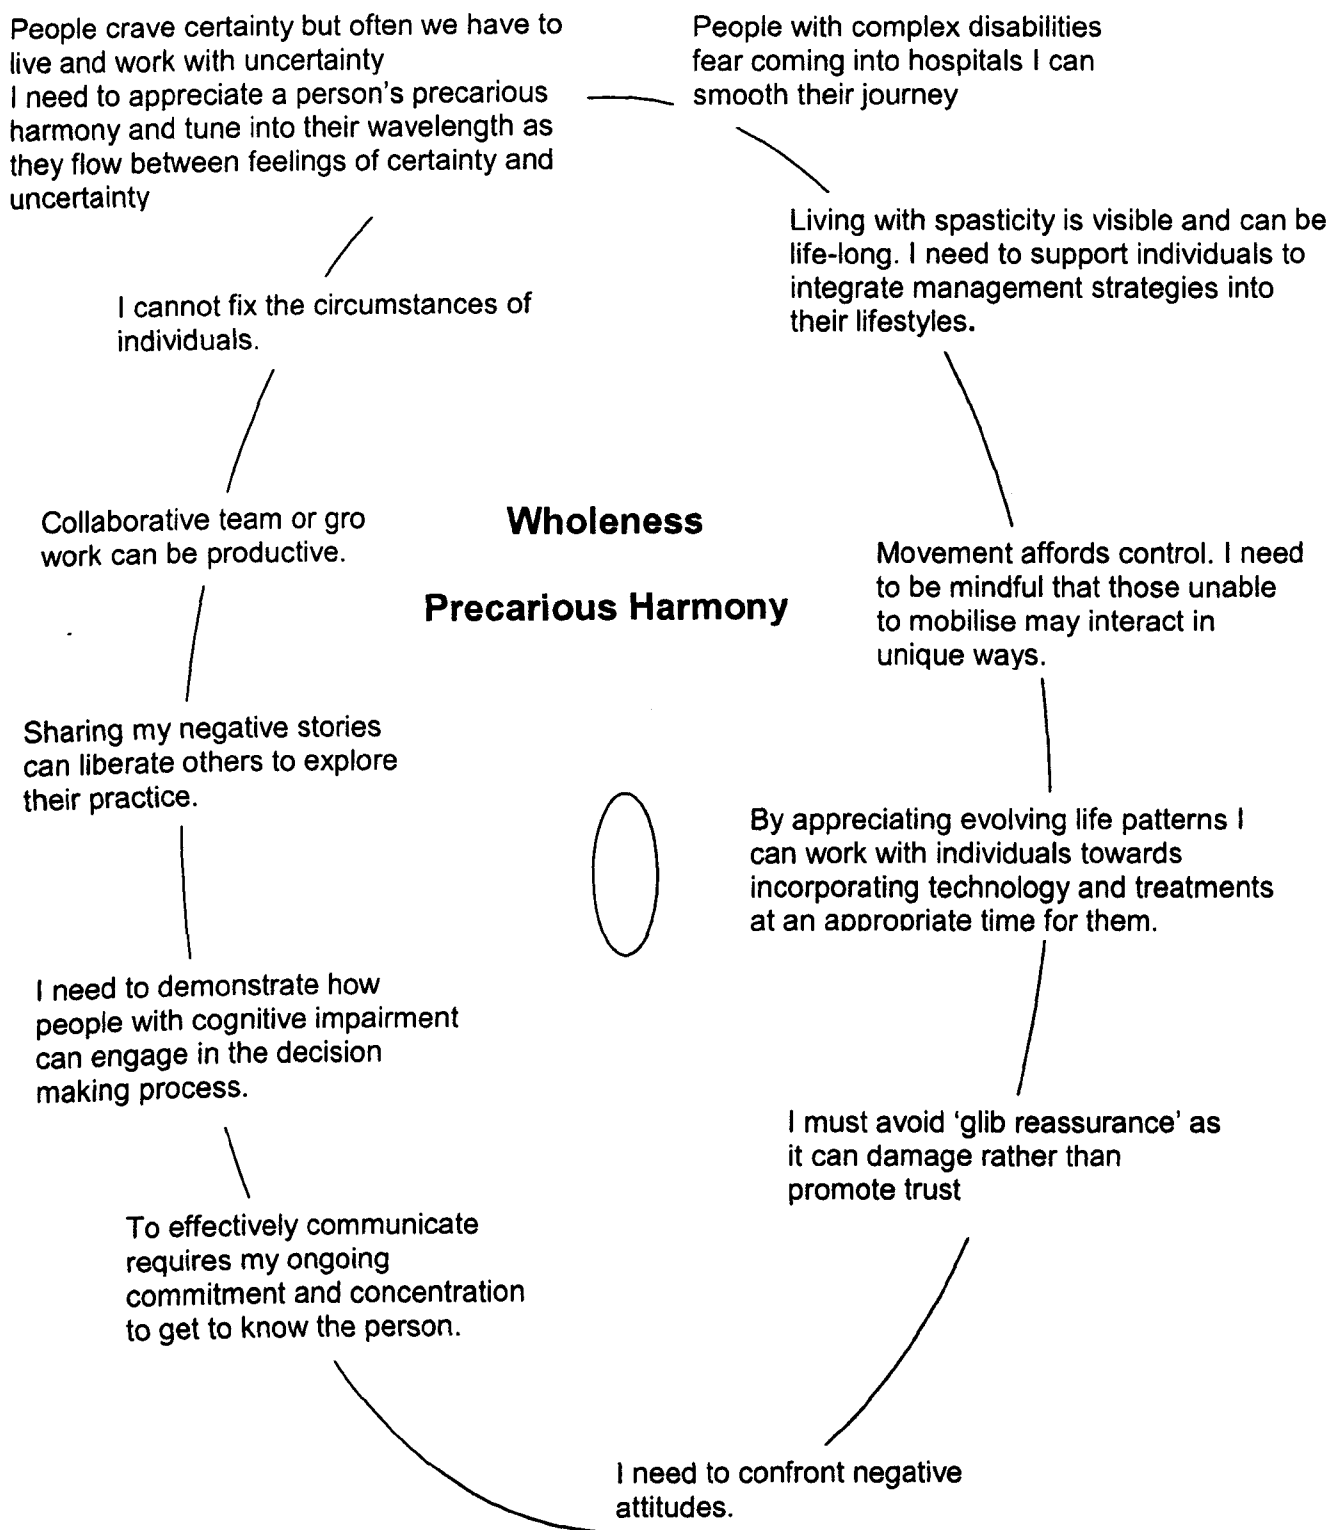 People crave certainty but often we have to
live and work with uncertainty
I need to appreciate a person's precarious
harmony and tune into their wavelength as
they flow between feelings of certainty and
uncertainty
People with complex disabilities
fear coming into hospitals I can
smooth their journey
Living with spasticity is visible and can be
life-long. I need to support individuals to
integrate management strategies into
their lifestyles.
I cannot fix the circumstances of
individuals.
Collaborative team or gro
work can be productive.
Wholeness
Precarious Harmony
Movement affords control. I need
to be mindful that those unable
to mobilise may interact in
unique ways.
Sharing my negative stories
can liberate others to explore
their practice.
By appreciating evolving life patterns I
can work with individuals towards
incorporating technology and treatments
at an appropriate time for them.
I need to demonstrate how
people with cognitive impairment
can engage in the decision
making process.
I must avoid ‘glib reassurance’ as
it can damage rather than
promote trust
To effectively communicate
requires my ongoing
commitment and concentration
to get to know the person.
I need to confront negative
attitudes.